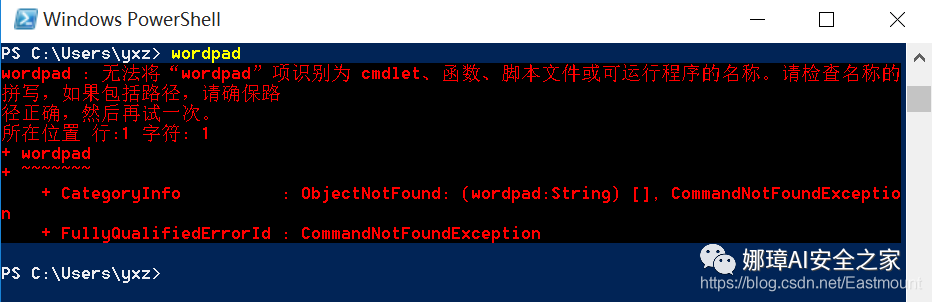 Windows PowerShell
PS C:\Users\yxz> wordpad
wordpad : 无法将“wordpad”项识别为 cmdlet、函数、脚本文件或可运行程序的名称。请检查名称的
拼写，如果包括路径，请确保路
径正确，然后再试一次。
所在位置 行:1 字符: 1
+ wordpad
+ ~~~~~~~
    + CategoryInfo          : ObjectNotFound: (wordpad:String) [], CommandNotFoundExceptio
n
    + FullyQualifiedErrorId : CommandNotFoundException
PS C:\Users\yxz>
娜璋AI安全之家
https://blog.csdn.net/Eastmount